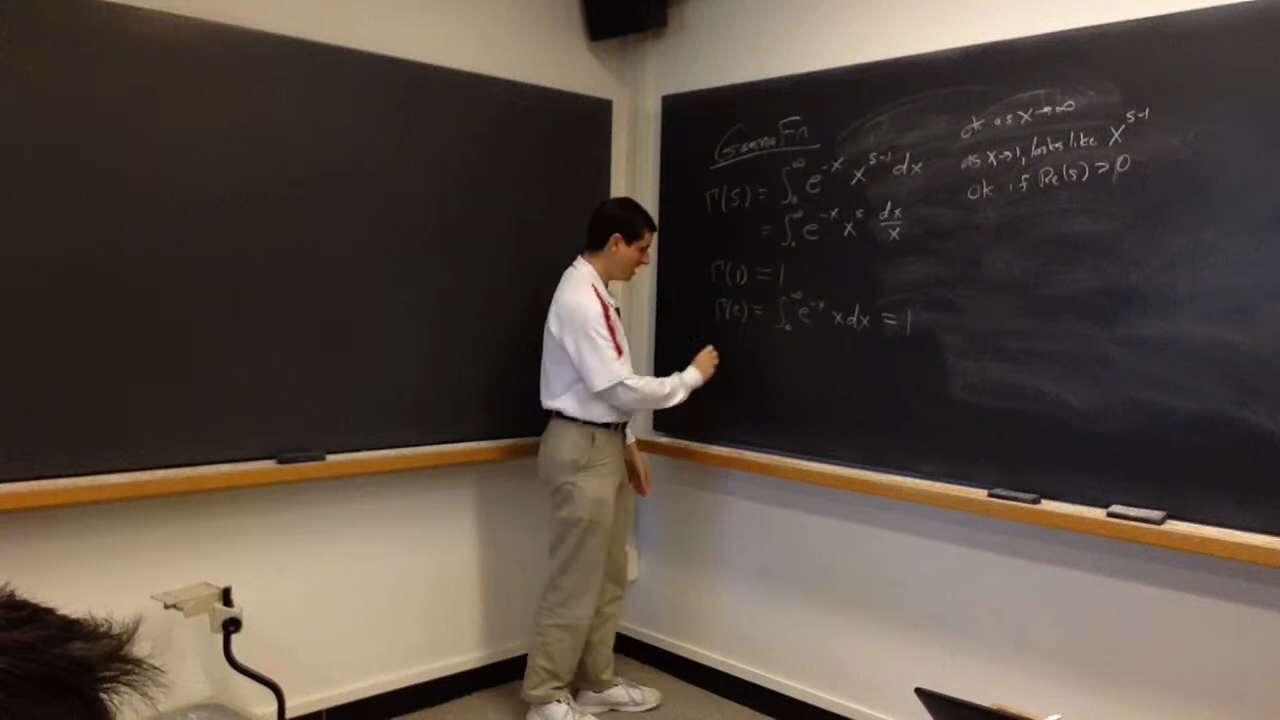 Gamma Fn
Γ(s) = ∫₀^∞ e^{-x} x^{s-1} dx
= ∫₀^∞ e^{-x} x^s dx/x
Γ(1) = 1
Γ(2) = ∫₀^∞ e^{-x} x dx = 1
ok as x→∞
as x→1, looks like x^{s-1}
ok if Re(s) > 0